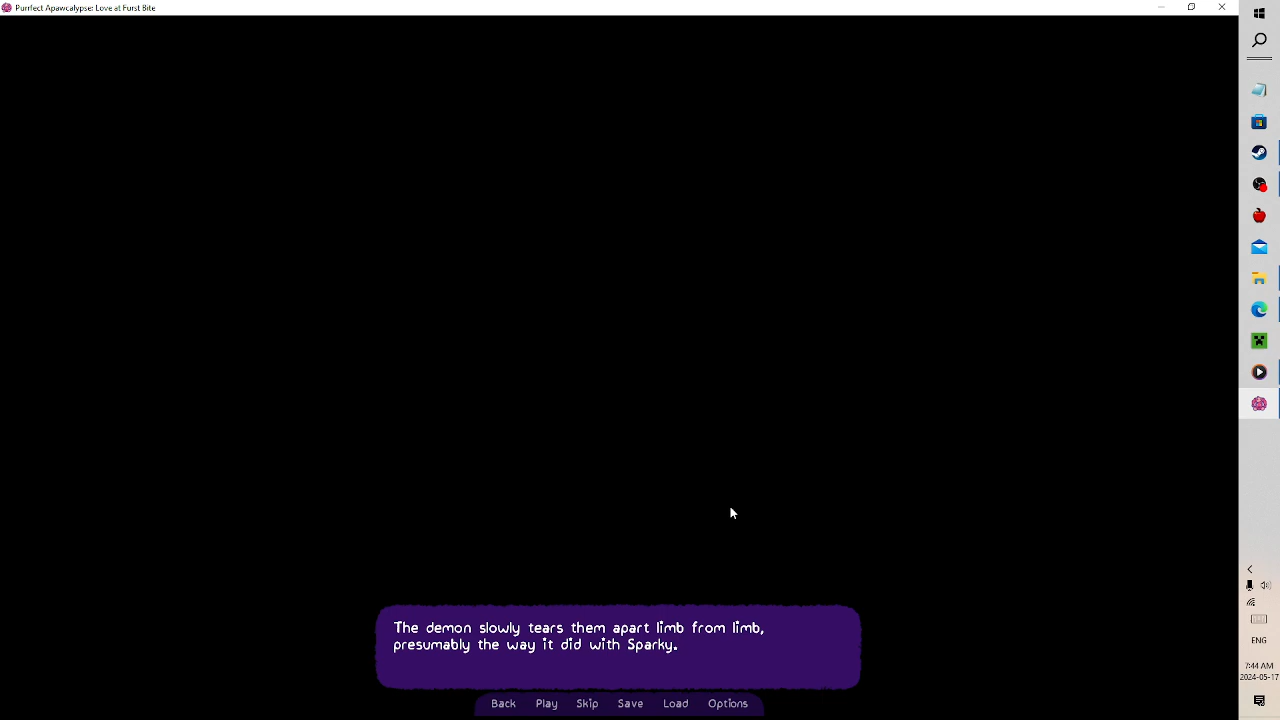 Purrfect Apawcalypse: Love at Furst Bite
The demon slowly tears them apart limb from limb,
presumably the way it did with Sparky.
Back Play Skip Save Load Options
ENG
7:44 AM
2024-05-17